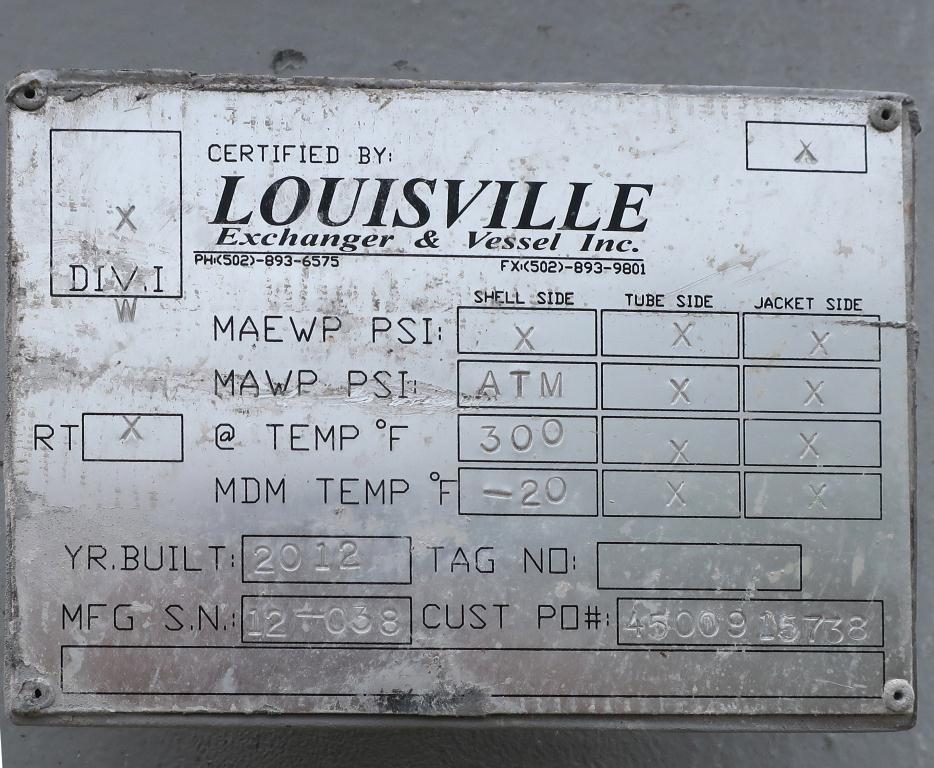 X
CERTIFIED BY:
X
LOUISVILLE
Exchanger & Vessel Inc.
PH:(502)-893-6575 FX:(502)-893-9801
DIV.I
W
SHELL SIDE TUBE SIDE JACKET SIDE
MAEWP PSI: X X X
MAWP PSI: ATM X X
RT X @ TEMP °F 300 X X
MDM TEMP °F -20 X X
YR.BUILT: 2012 TAG NO:
MFG S.N.: 12-038 CUST PO#: 4500915738